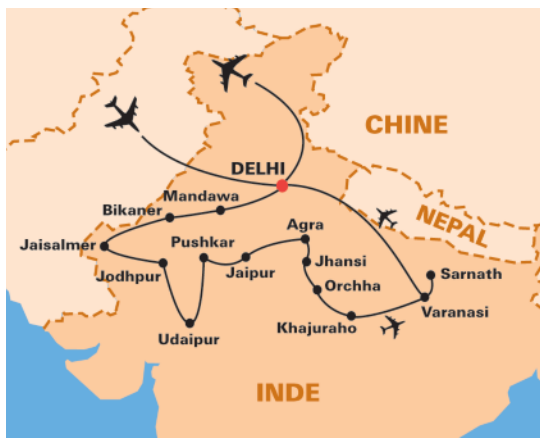 CHINE
DELHI
NEPAL
Mandawa
Bikaner
Jaisalmer
Jodhpur
Pushkar
Jaipur
Agra
Jhansi
Orchha
Sarnath
Varanasi
Khajuraho
Udaipur
INDE